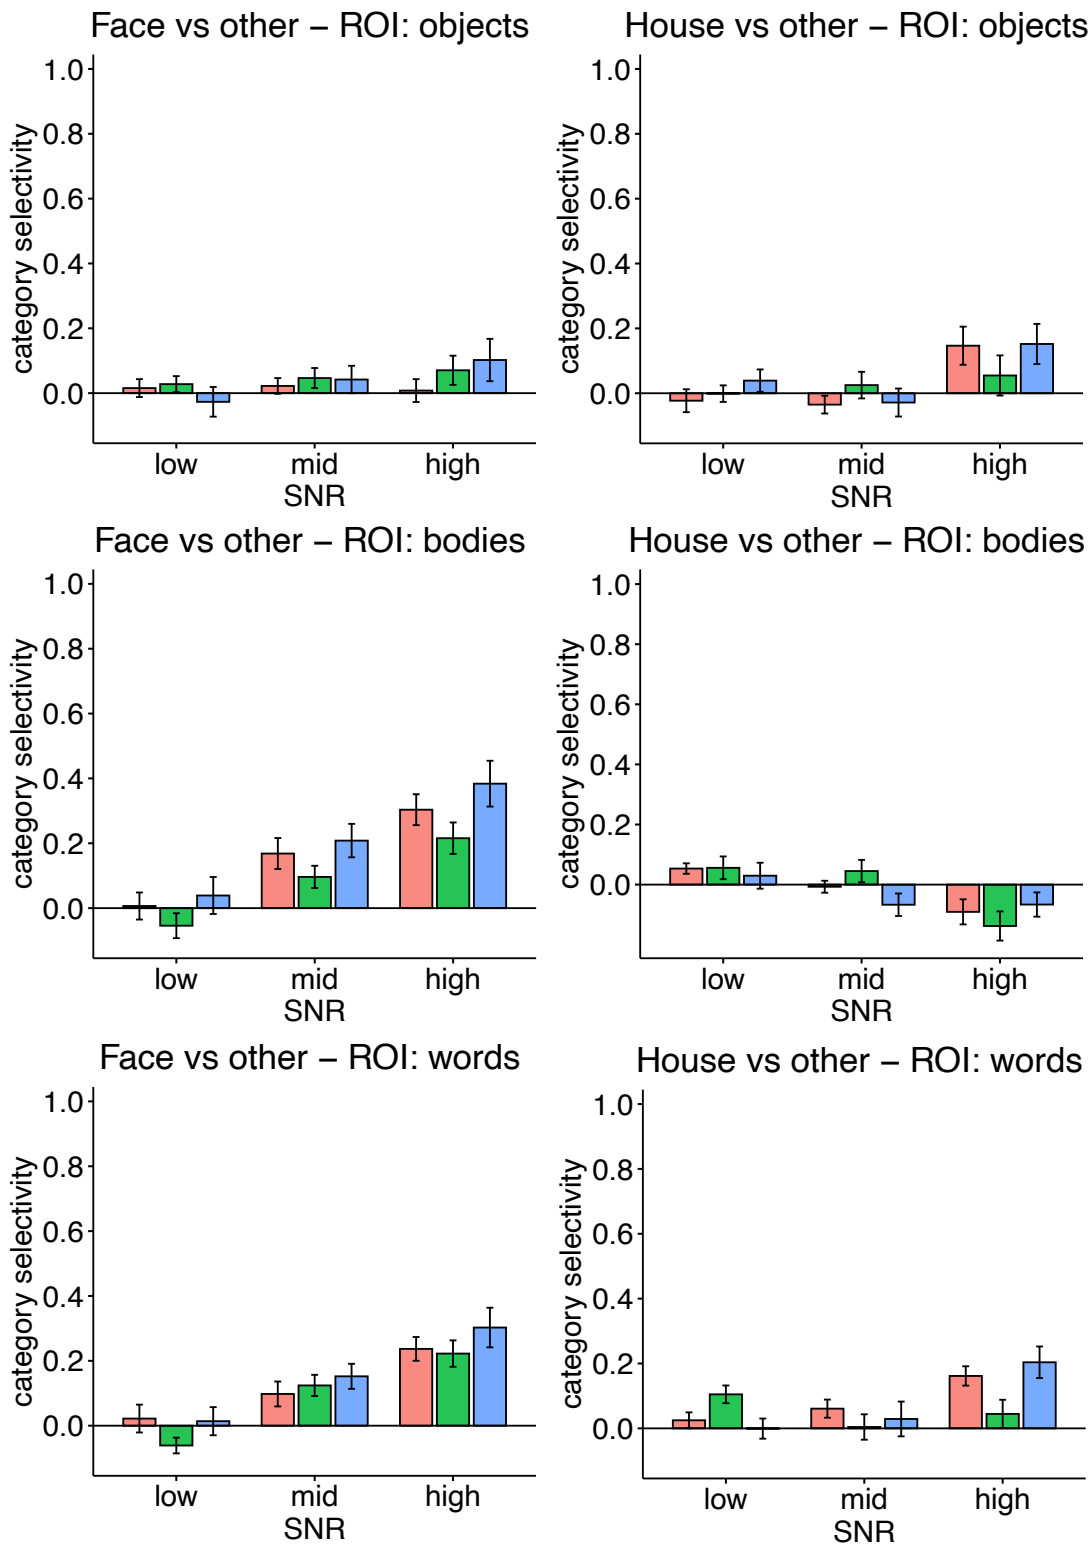 Face vs other – ROI: objects
category selectivity
1.0
0.8
0.6
0.4
0.2
0.0
low mid high
SNR
House vs other – ROI: objects
category selectivity
1.0
0.8
0.6
0.4
0.2
0.0
low mid high
SNR
Face vs other – ROI: bodies
category selectivity
1.0
0.8
0.6
0.4
0.2
0.0
low mid high
SNR
House vs other – ROI: bodies
category selectivity
1.0
0.8
0.6
0.4
0.2
0.0
low mid high
SNR
Face vs other – ROI: words
category selectivity
1.0
0.8
0.6
0.4
0.2
0.0
low mid high
SNR
House vs other – ROI: words
category selectivity
1.0
0.8
0.6
0.4
0.2
0.0
low mid high
SNR